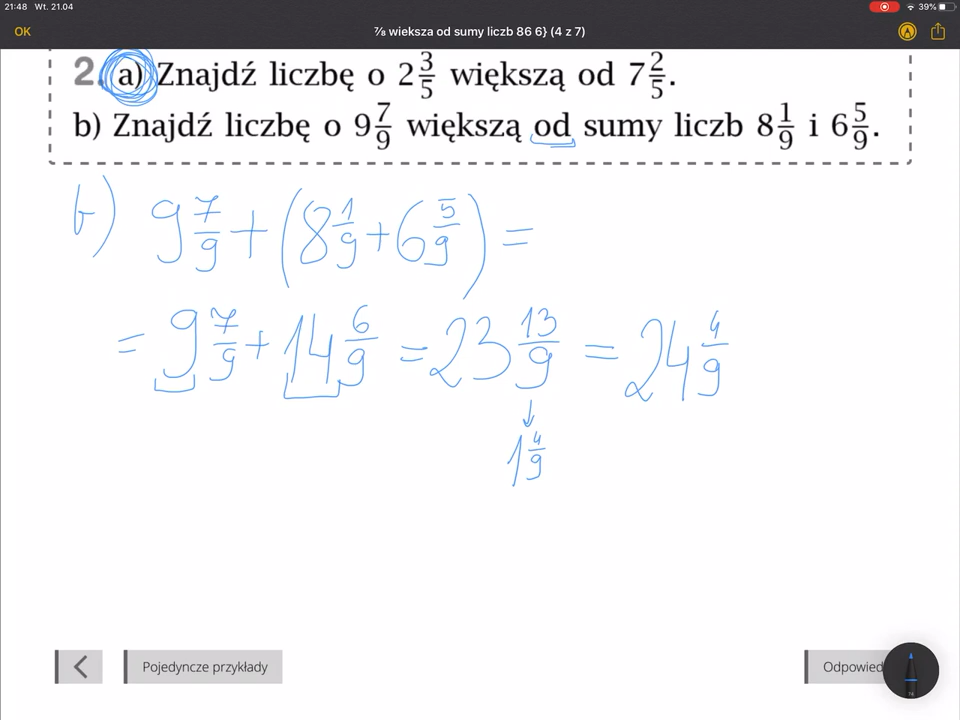 21:48 Wt. 21.04 39%
OK ⅞ wieksza od sumy liczb 86 6} (4 z 7)
2. a) Znajdź liczbę o 2 3/5 większą od 7 2/5.
b) Znajdź liczbę o 9 7/9 większą od sumy liczb 8 1/9 i 6 5/9.
b) 9 7/9 + (8 1/9 + 6 5/9) =
= 9 7/9 + 14 6/9 = 23 13/9 = 24 4/9
↓
1 4/9
Pojedyncze przykłady Odpowied